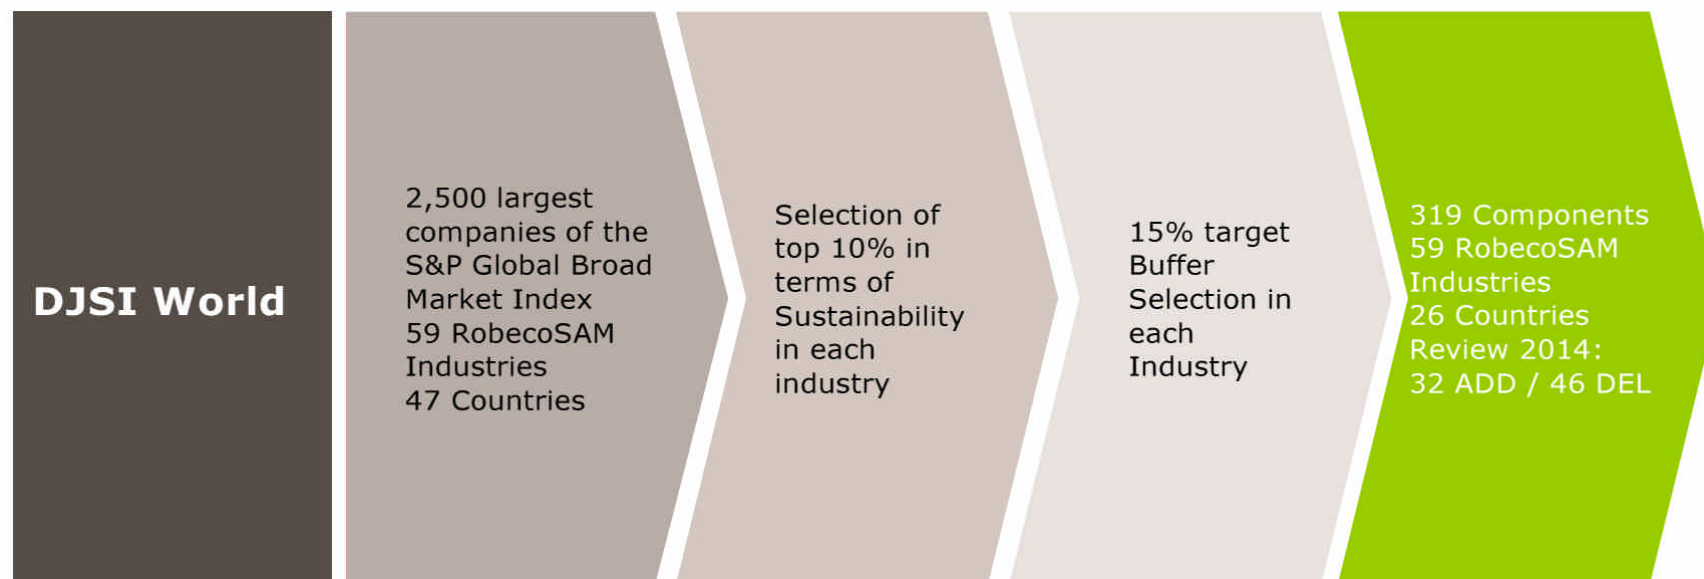 DJSI World
2,500 largest
companies of the
S&P Global Broad
Market Index
59 RobecoSAM
Industries
47 Countries
Selection of
top 10% in
terms of
Sustainability
in each
industry
15% target
Buffer
Selection in
each
Industry
319 Components
59 RobecoSAM
Industries
26 Countries
Review 2014:
32 ADD / 46 DEL